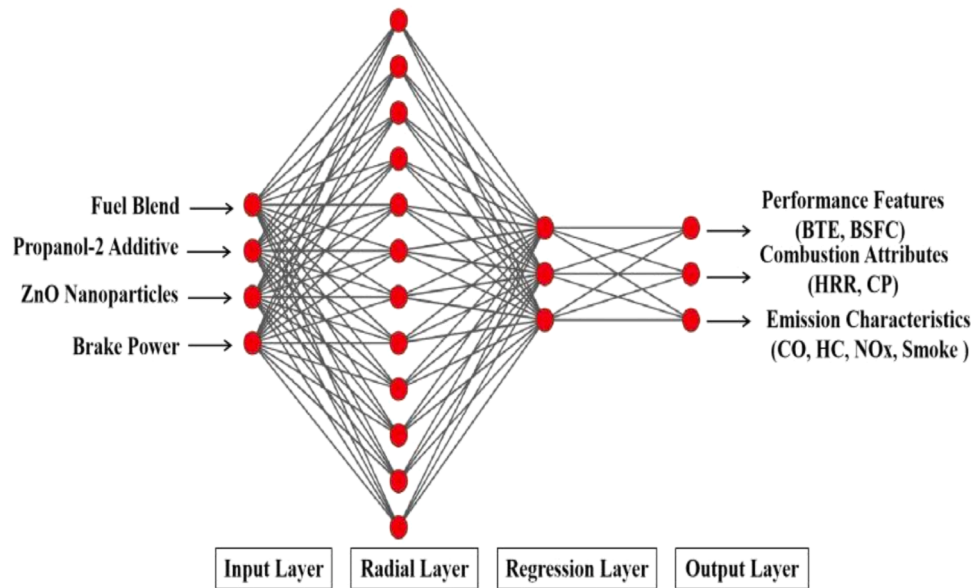 Fuel Blend
Propanol-2 Additive
ZnO Nanoparticles
Brake Power
Performance Features
(BTE, BSFC)
Combustion Attributes
(HRR, CP)
Emission Characteristics
(CO, HC, NOx, Smoke )
Input Layer
Radial Layer
Regression Layer
Output Layer